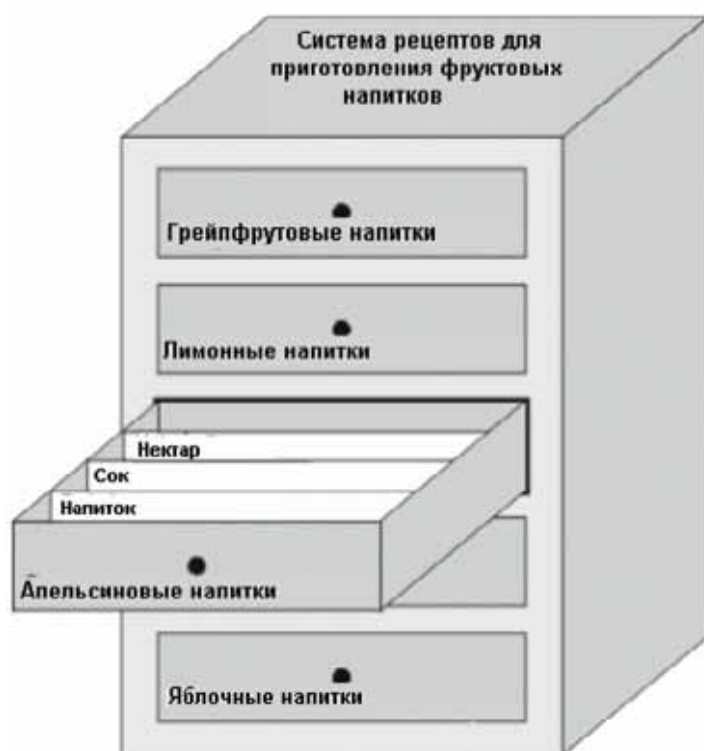 Система рецептов для
приготовления фруктовых
напитков
Грейпфрутовые напитки
Лимонные напитки
Нектар
Сок
Напиток
Апельсиновые напитки
Яблочные напитки